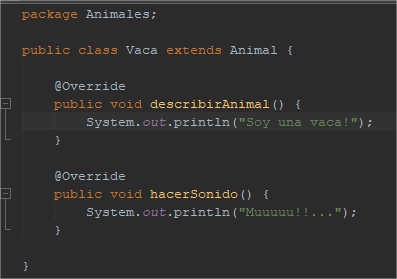 package Animales;
public class Vaca extends Animal {
@Override
public void describirAnimal() {
System.out.println("Soy una vaca!");
}
@Override
public void hacerSonido() {
System.out.println("Muuuuu!!...");
}
}